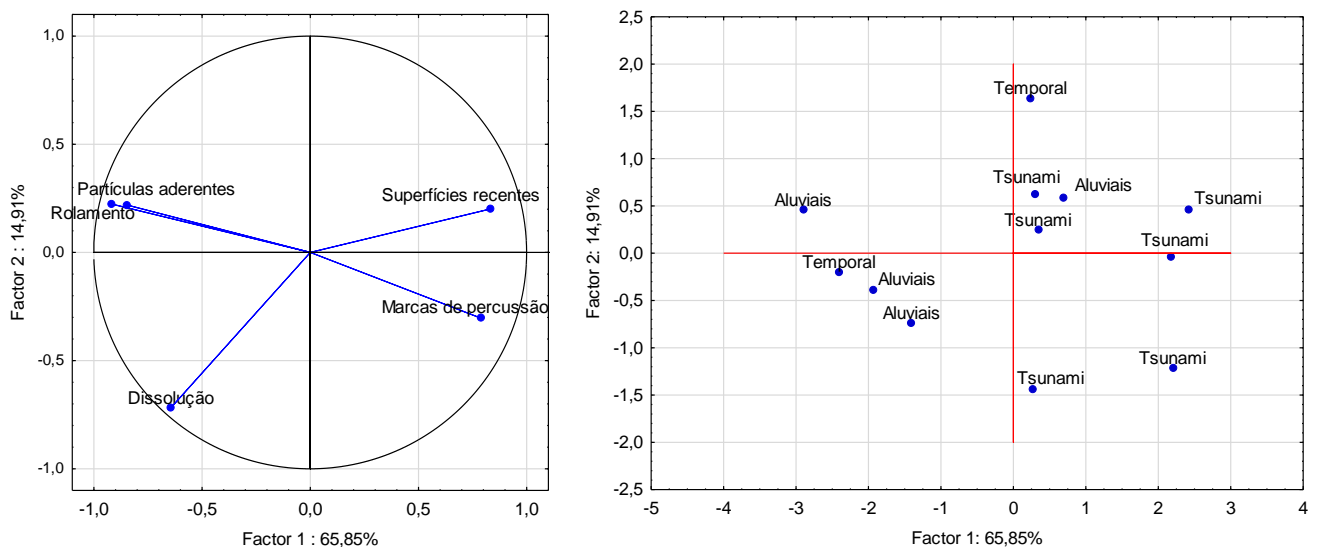 1,0
0,5
0,0
-0,5
-1,0
Factor 2 : 14,91%
Partículas aderentes
Rolamento
Superfícies recentes
Marcas de percussão
Dissolução
-1,0 -0,5 0,0 0,5 1,0
Factor 1 : 65,85%
2,5
2,0
1,5
1,0
0,5
0,0
-0,5
-1,0
-1,5
-2,0
-2,5
Factor 2: 14,91%
Temporal
Tsunami
Aluviais
Aluviais
Tsunami
Tsunami
Tsunami
Temporal
Aluviais
Aluviais
Tsunami
Tsunami
-5 -4 -3 -2 -1 0 1 2 3 4
Factor 1: 65,85%